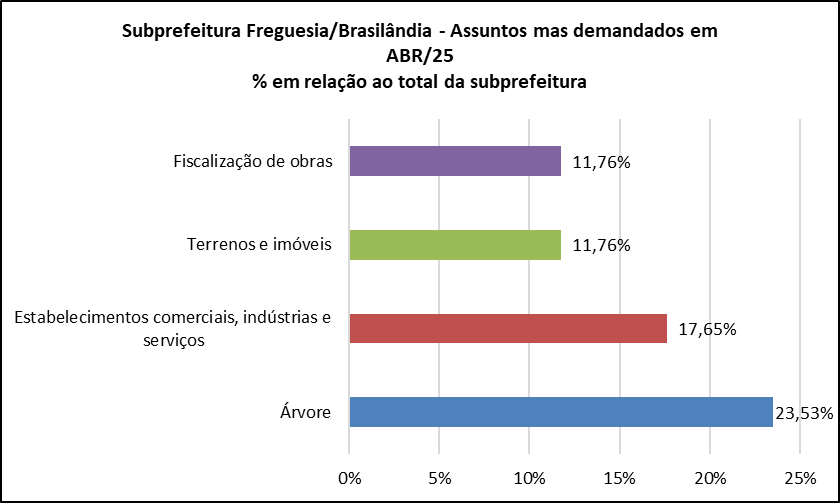 Subprefeitura Freguesia/Brasilândia - Assuntos mas demandados em
ABR/25
% em relação ao total da subprefeitura
Fiscalização de obras
11,76%
Terrenos e imóveis
11,76%
Estabelecimentos comerciais, indústrias e
serviços
17,65%
Árvore
23,53%
0% 5% 10% 15% 20% 25%